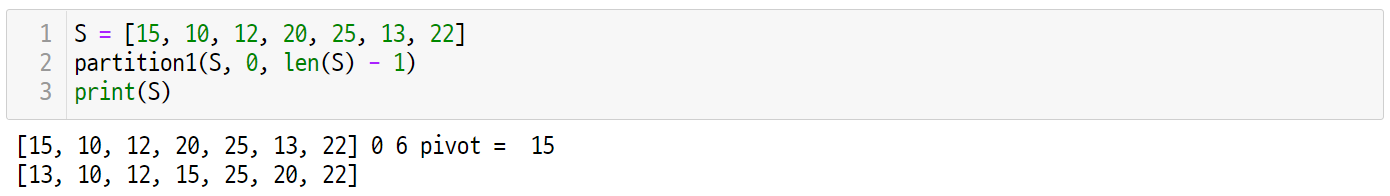 1 S = [15, 10, 12, 20, 25, 13, 22]
2 partition1(S, 0, len(S) - 1)
3 print(S)
[15, 10, 12, 20, 25, 13, 22] 0 6 pivot =  15
[13, 10, 12, 15, 25, 20, 22]